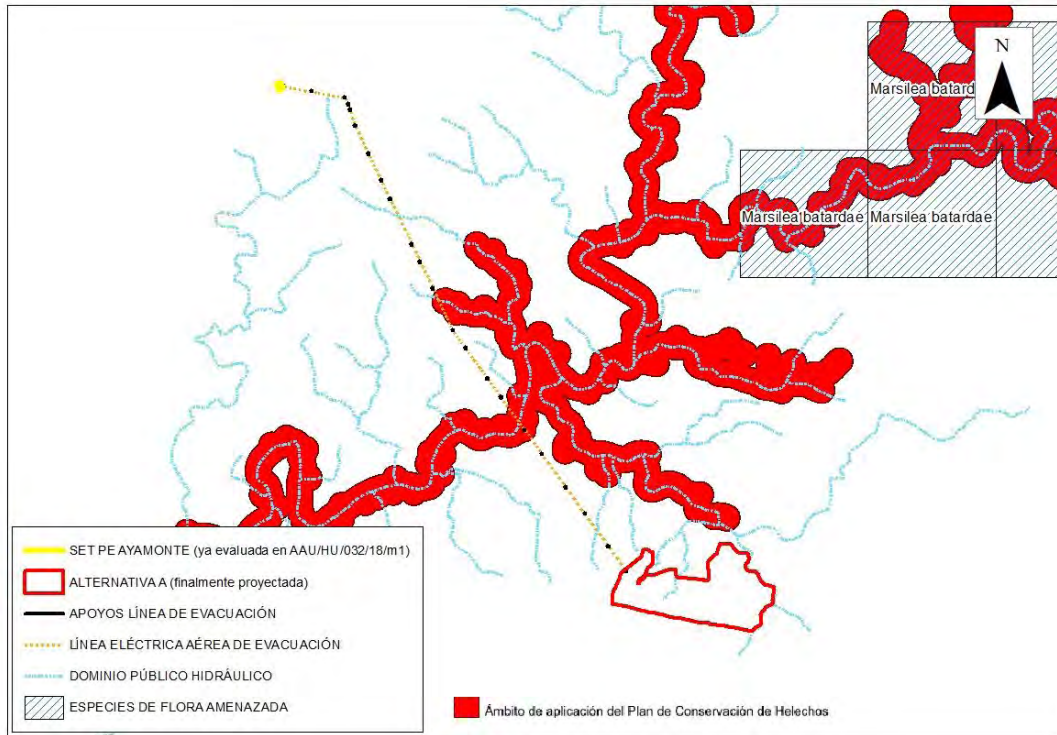 N
Marsilea batard
Marsilea batardae
Marsilea batardae
SET PE AYAMONTE (ya evaluada en AAU/HU/032/18/m1)
ALTERNATIVA A (finalmente proyectada)
APOYOS LÍNEA DE EVACUACIÓN
LÍNEA ELÉCTRICA AÉREA DE EVACUACIÓN
DOMINIO PÚBLICO HIDRÁULICO
ESPECIES DE FLORA AMENAZADA
Ámbito de aplicación del Plan de Conservación de Helechos